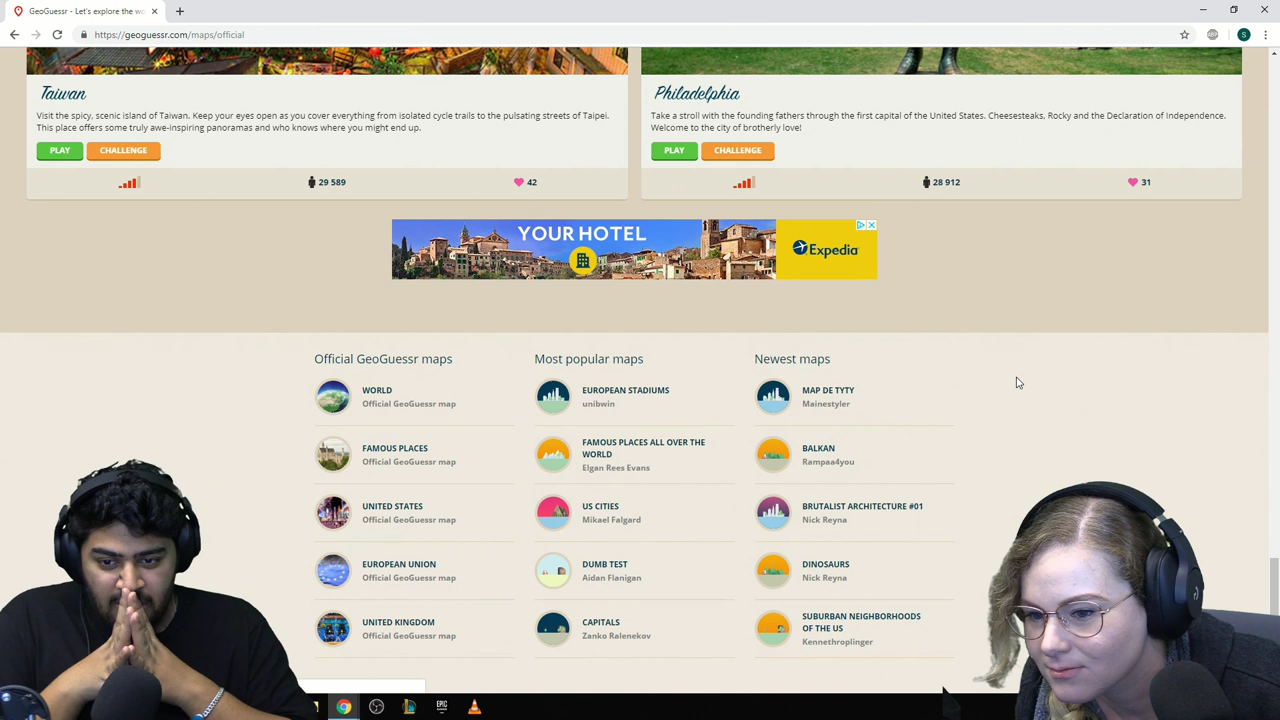 GeoGuessr - Let's explore the wo
https://geoguessr.com/maps/official
S
Taiwan
Visit the spicy, scenic island of Taiwan. Keep your eyes open as you cover everything from isolated cycle trails to the pulsating streets of Taipei.
This place offers some truly awe-inspiring panoramas and who knows where you might end up.
PLAY
CHALLENGE
29 589
42
Philadelphia
Take a stroll with the founding fathers through the first capital of the United States. Cheesesteaks, Rocky and the Declaration of Independence.
Welcome to the city of brotherly love!
PLAY
CHALLENGE
28 912
31
YOUR HOTEL
Expedia
Official GeoGuessr maps
WORLD
Official GeoGuessr map
FAMOUS PLACES
Official GeoGuessr map
UNITED STATES
Official GeoGuessr map
EUROPEAN UNION
Official GeoGuessr map
UNITED KINGDOM
Official GeoGuessr map
Most popular maps
EUROPEAN STADIUMS
unibwin
FAMOUS PLACES ALL OVER THE
WORLD
Elgan Rees Evans
US CITIES
Mikael Falgard
DUMB TEST
Aidan Flanigan
CAPITALS
Zanko Ralenekov
Newest maps
MAP DE TYTY
Mainestyler
BALKAN
Rampaa4you
BRUTALIST ARCHITECTURE #01
Nick Reyna
DINOSAURS
Nick Reyna
SUBURBAN NEIGHBORHOODS
OF THE US
Kennethroplinger
EPIC